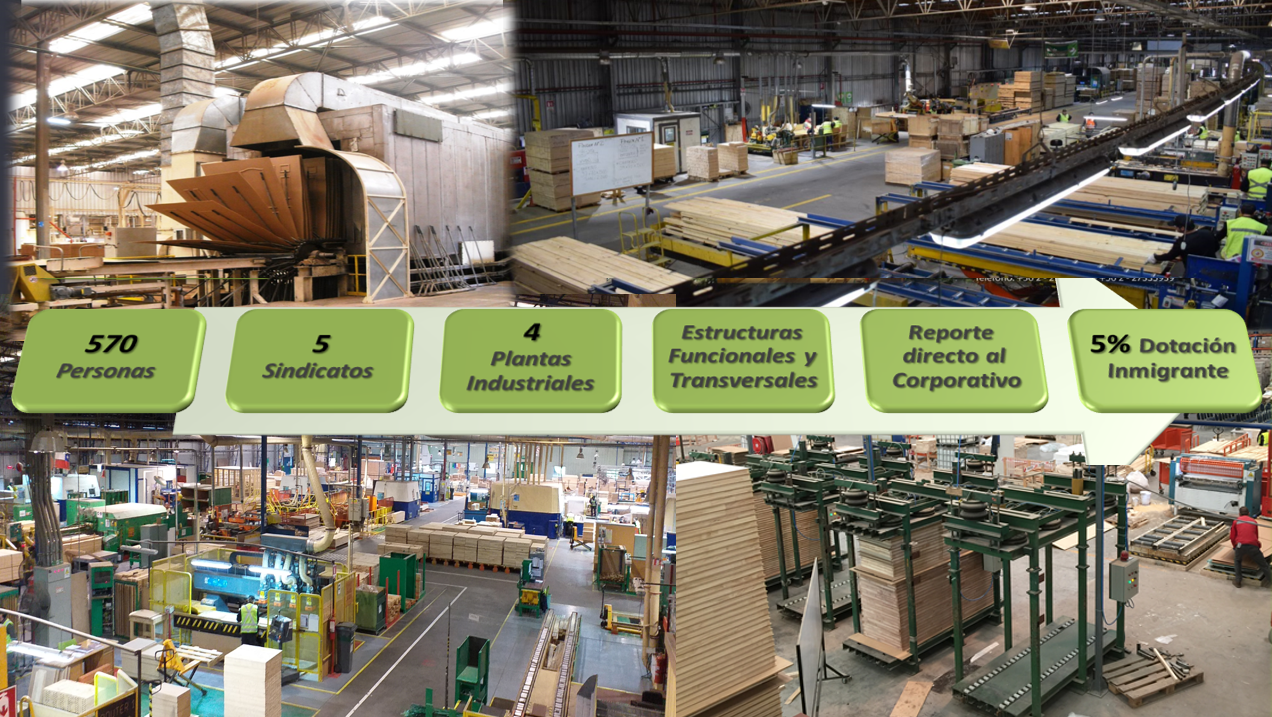 570
Personas
5
Sindicatos
4
Plantas
Industriales
Estructuras
Funcionales y
Transversales
Reporte
directo al
Corporativo
5% Dotación
Inmigrante